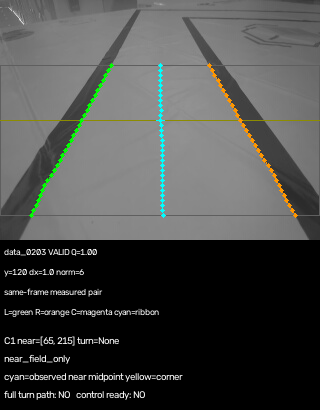 data_0203 VALID Q=1.00
y=120 dx=1.0 norm=6
same-frame measured pair
L=green R=orange C=magenta cyan=ribbon
C1 near=[65, 215] turn=None
near_field_only
cyan=observed near midpoint yellow=corner
full turn path: NO control ready: NO